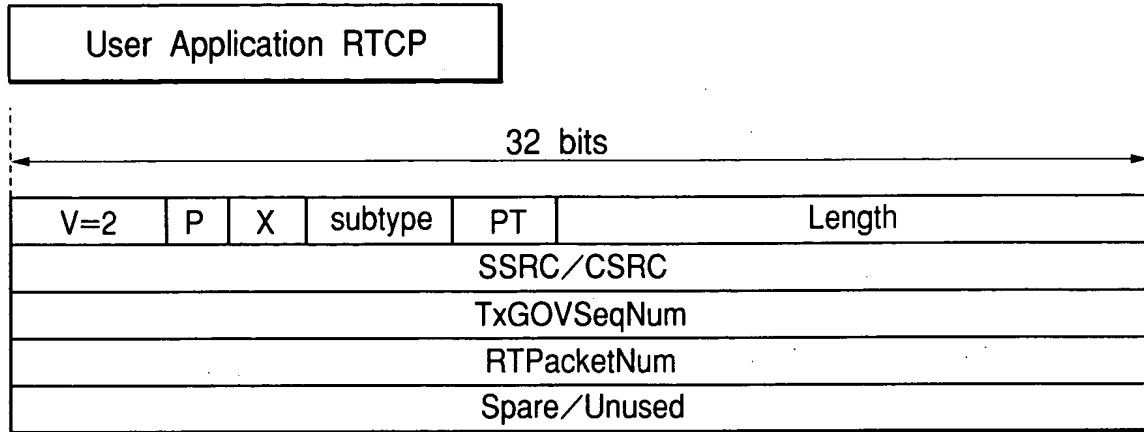 User Application RTCP
32 bits
V=2 P X subtype PT Length
SSRC/CSRC
TxGOVSeqNum
RTPacketNum
Spare/Unused